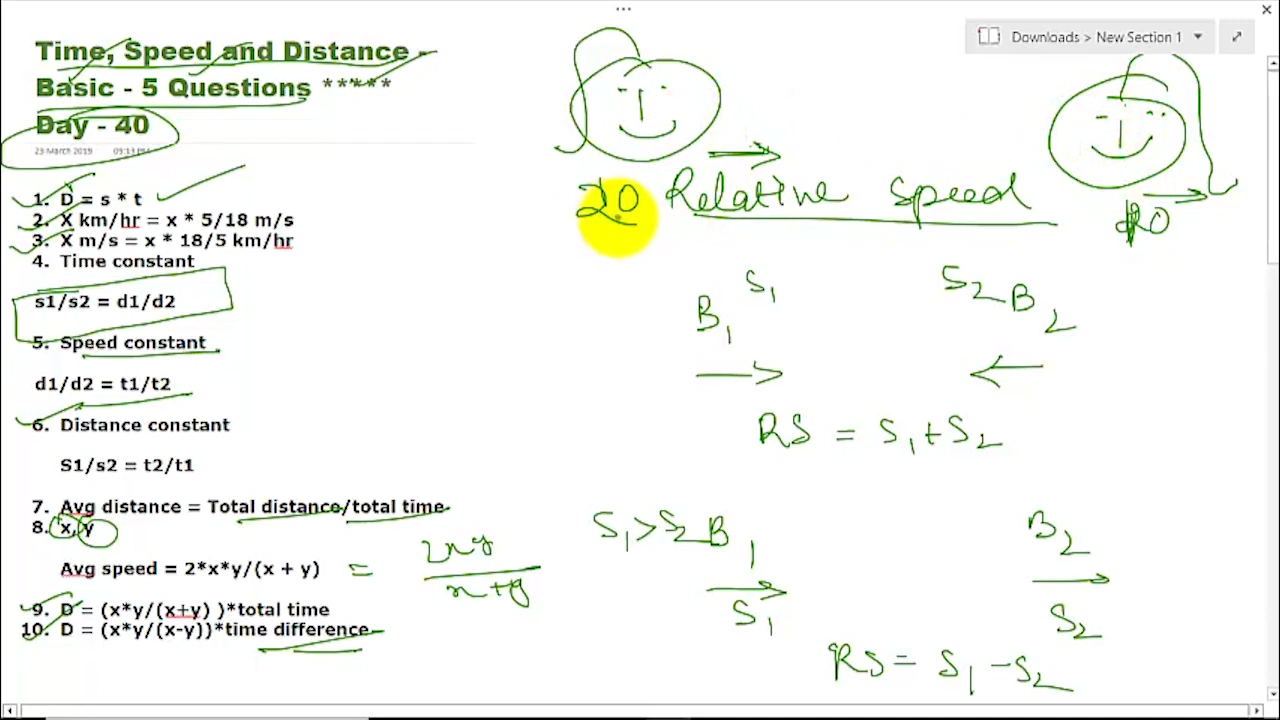 Downloads > New Section 1
Time, Speed and Distance -
Basic - 5 Questions *****
Day - 40
23 March 2019 09:13 PM
1. D = s * t
2. X km/hr = x * 5/18 m/s
3. X m/s = x * 18/5 km/hr
4. Time constant
s1/s2 = d1/d2
5. Speed constant
d1/d2 = t1/t2
6. Distance constant
S1/s2 = t2/t1
7. Avg distance = Total distance/total time
8. x, y
Avg speed = 2*x*y/(x + y) = 2xy/x+y
9. D = (x*y/(x+y) )*total time
10. D = (x*y/(x-y))*time difference
20 Relative Speed
S1 S2
B1 B2
RS = S1 + S2
S1 > S2 B1 B2
S1 S2
RS = S1 - S2